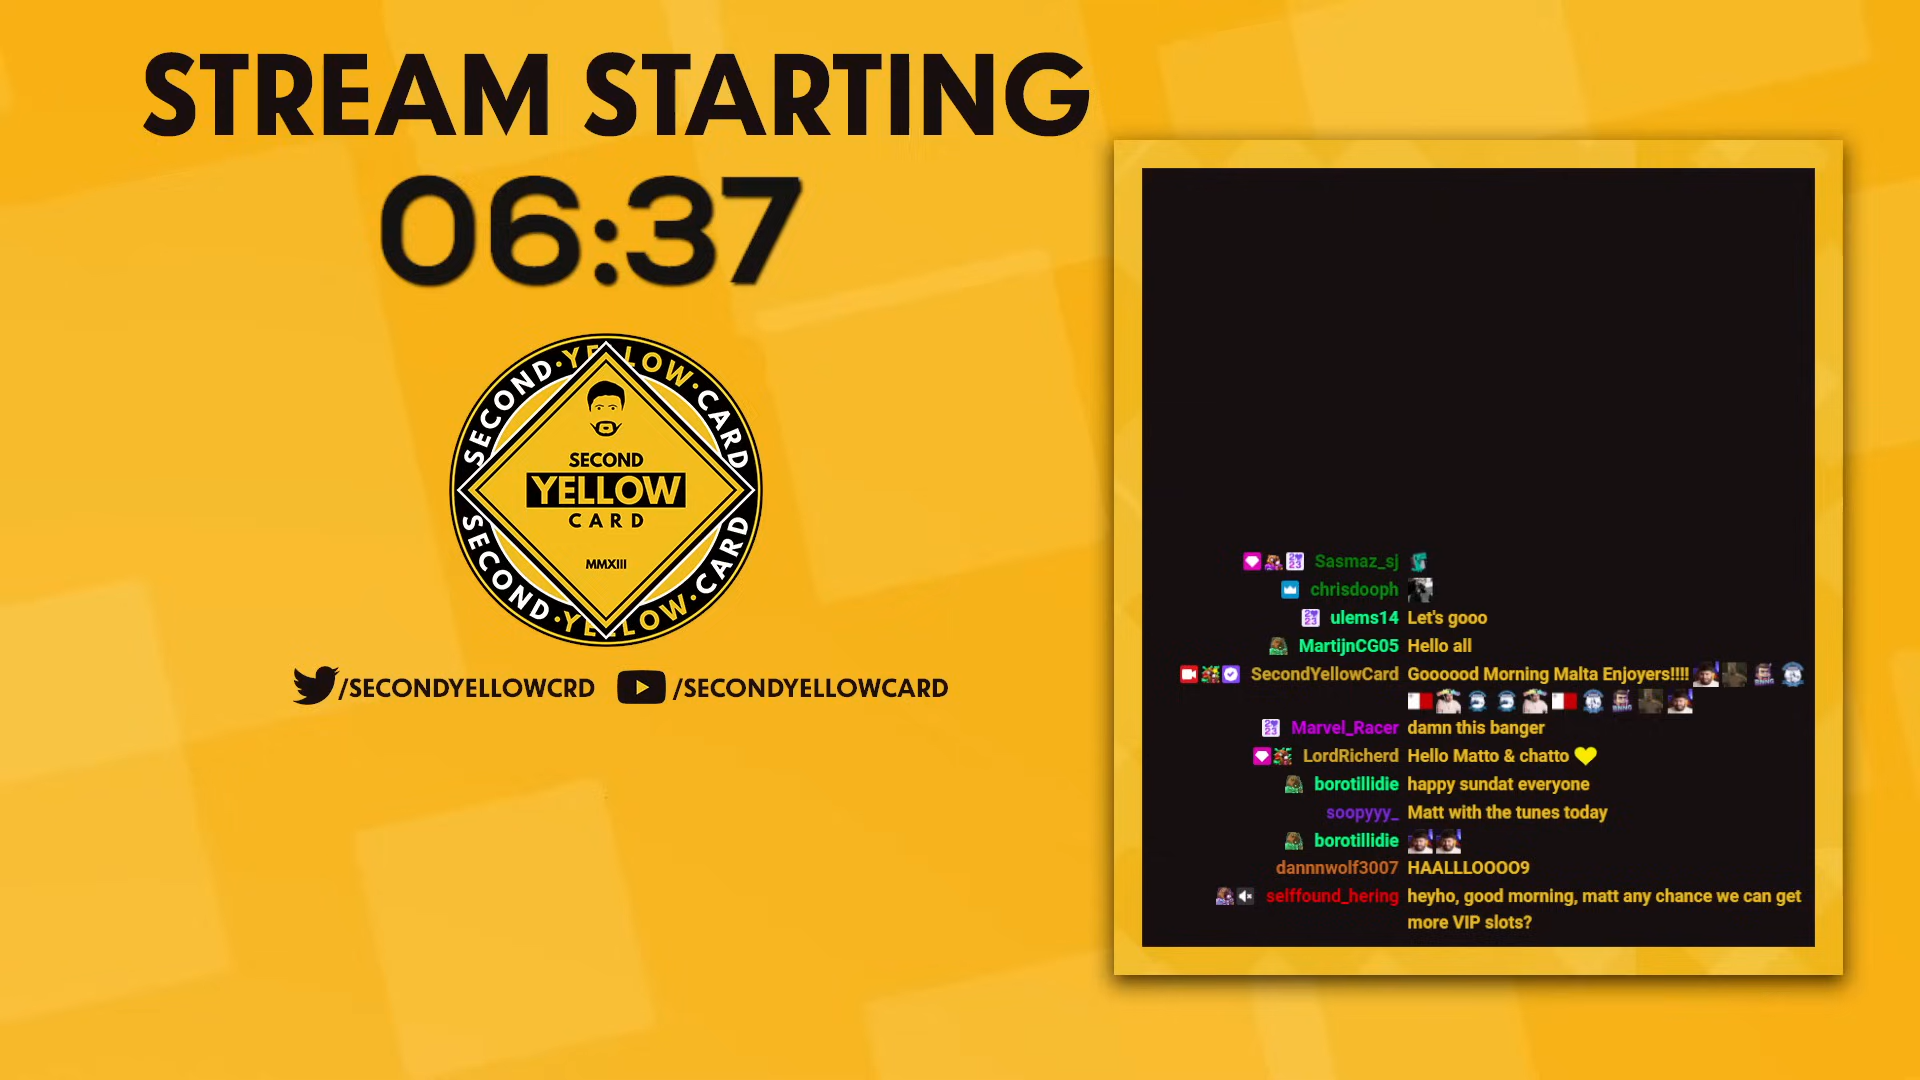 STREAM STARTING
06:37
SECOND·YELLOW·CARD
SECOND
YELLOW
CARD
MMXIII
SECOND·YELLOW·CARD
/SECONDYELLOWCRD
/SECONDYELLOWCARD
Sasmaz_sj
chrisdooph
ulems14 Let's gooo
MartijnCG05 Hello all
SecondYellowCard Goooood Morning Malta Enjoyers!!!!
Marvel_Racer damn this banger
LordRicherd Hello Matto & chatto
borotillidie happy sundat everyone
soopyyy_ Matt with the tunes today
borotillidie
dannnwolf3007 HAALLLOOOO9
selffound_hering heyho, good morning, matt any chance we can get
more VIP slots?